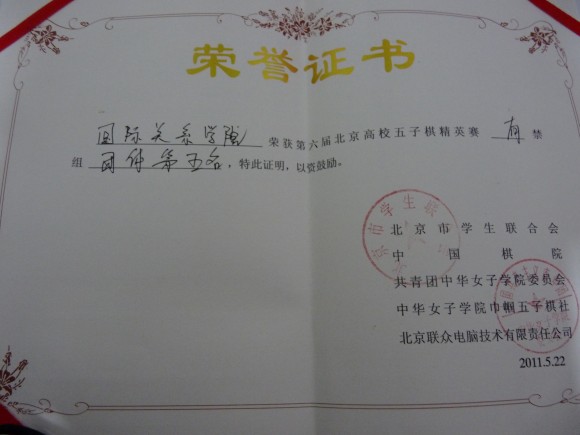 荣誉证书
国际关系学院 荣获第六届北京高校五子棋精英赛 有 禁
组 团体第五名 ，特此证明，以资鼓励。
北京市学生联合会
中国棋院
共青团中华女子学院委员会
中华女子学院巾帼五子棋社
北京联众电脑技术有限责任公司
2011.5.22